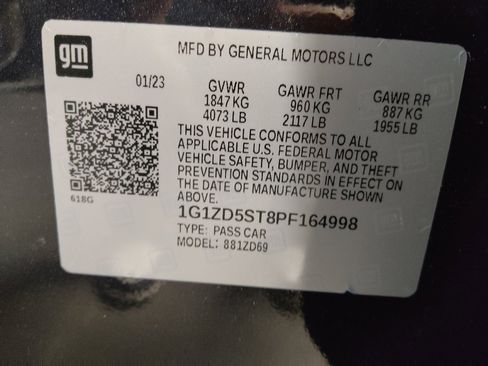 gm
MFD BY GENERAL MOTORS LLC
01/23
GVWR GAWR FRT GAWR RR
1847 KG 960 KG 887 KG
4073 LB 2117 LB 1955 LB
THIS VEHICLE CONFORMS TO ALL
APPLICABLE U.S. FEDERAL MOTOR
VEHICLE SAFETY, BUMPER, AND THEFT
PREVENTION STANDARDS IN EFFECT ON
THE DATE OF MANUFACTURE SHOWN
ABOVE.
618G
1G1ZD5ST8PF164998
TYPE: PASS CAR
MODEL: 881ZD69